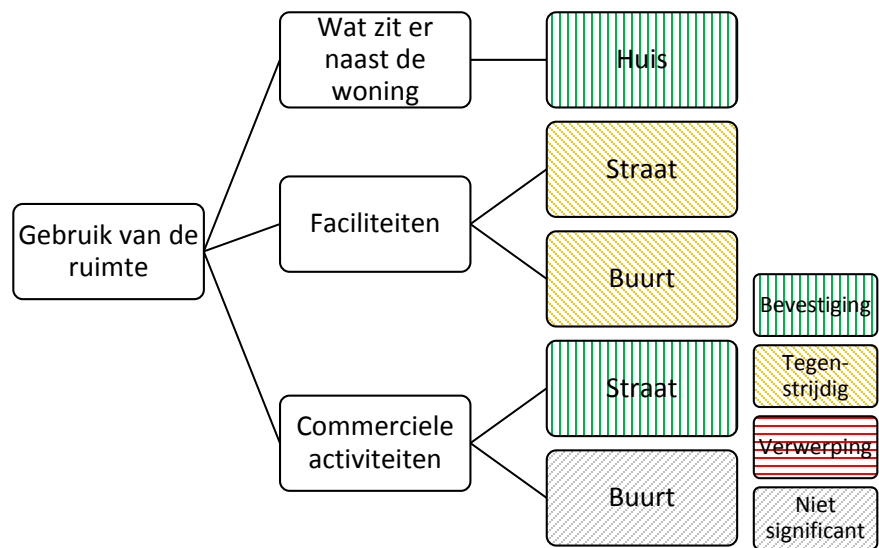 Wat zit er
naast de
woning
Huis
Straat
Faciliteiten
Gebruik van de
ruimte
Buurt
Bevestiging
Tegen-
strijdig
Straat
Commerciele
activiteiten
Verwerping
Buurt
Niet
significant